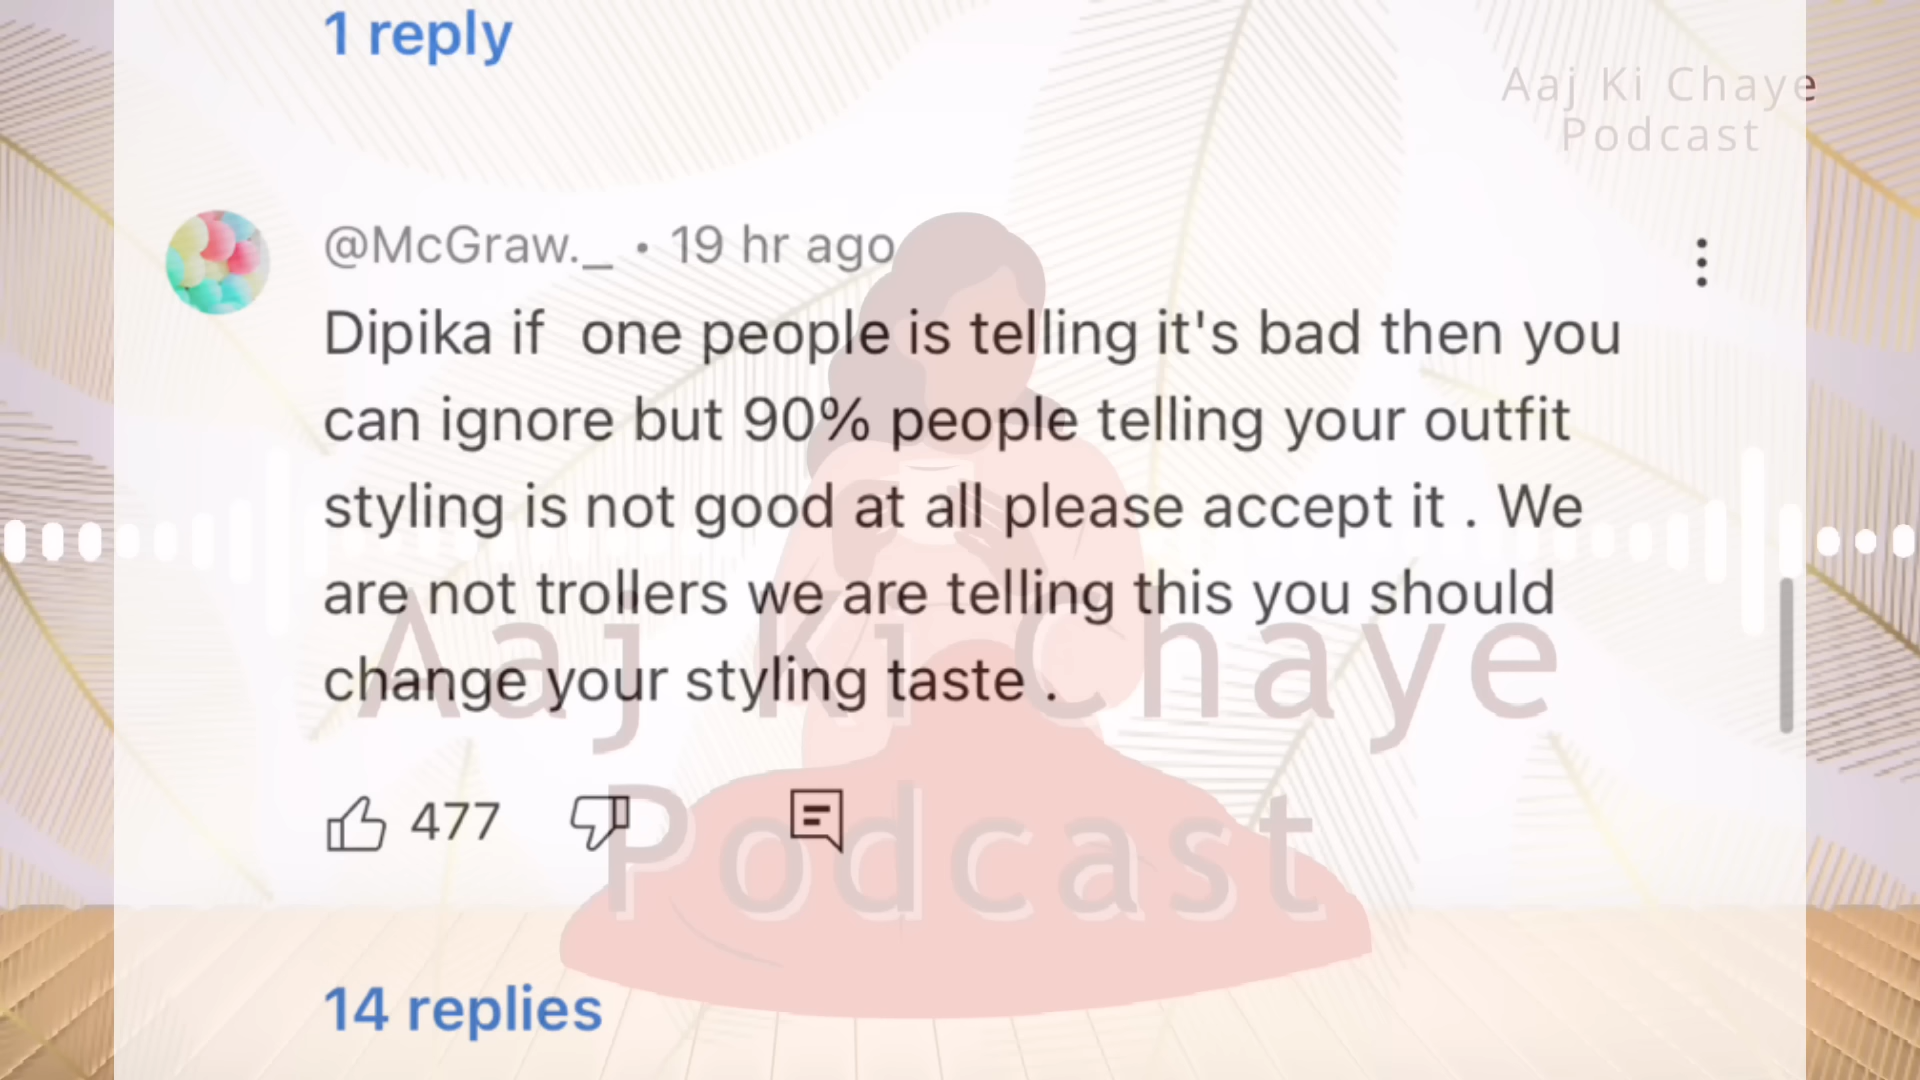 1 reply
Aaj Ki Chaye
Podcast
@McGraw._ • 19 hr ago
Dipika if  one people is telling it's bad then you
can ignore but 90% people telling your outfit
styling is not good at all please accept it . We
are not trollers we are telling this you should
change your styling taste .
Aaj Ki Chaye
Podcast
477
14 replies